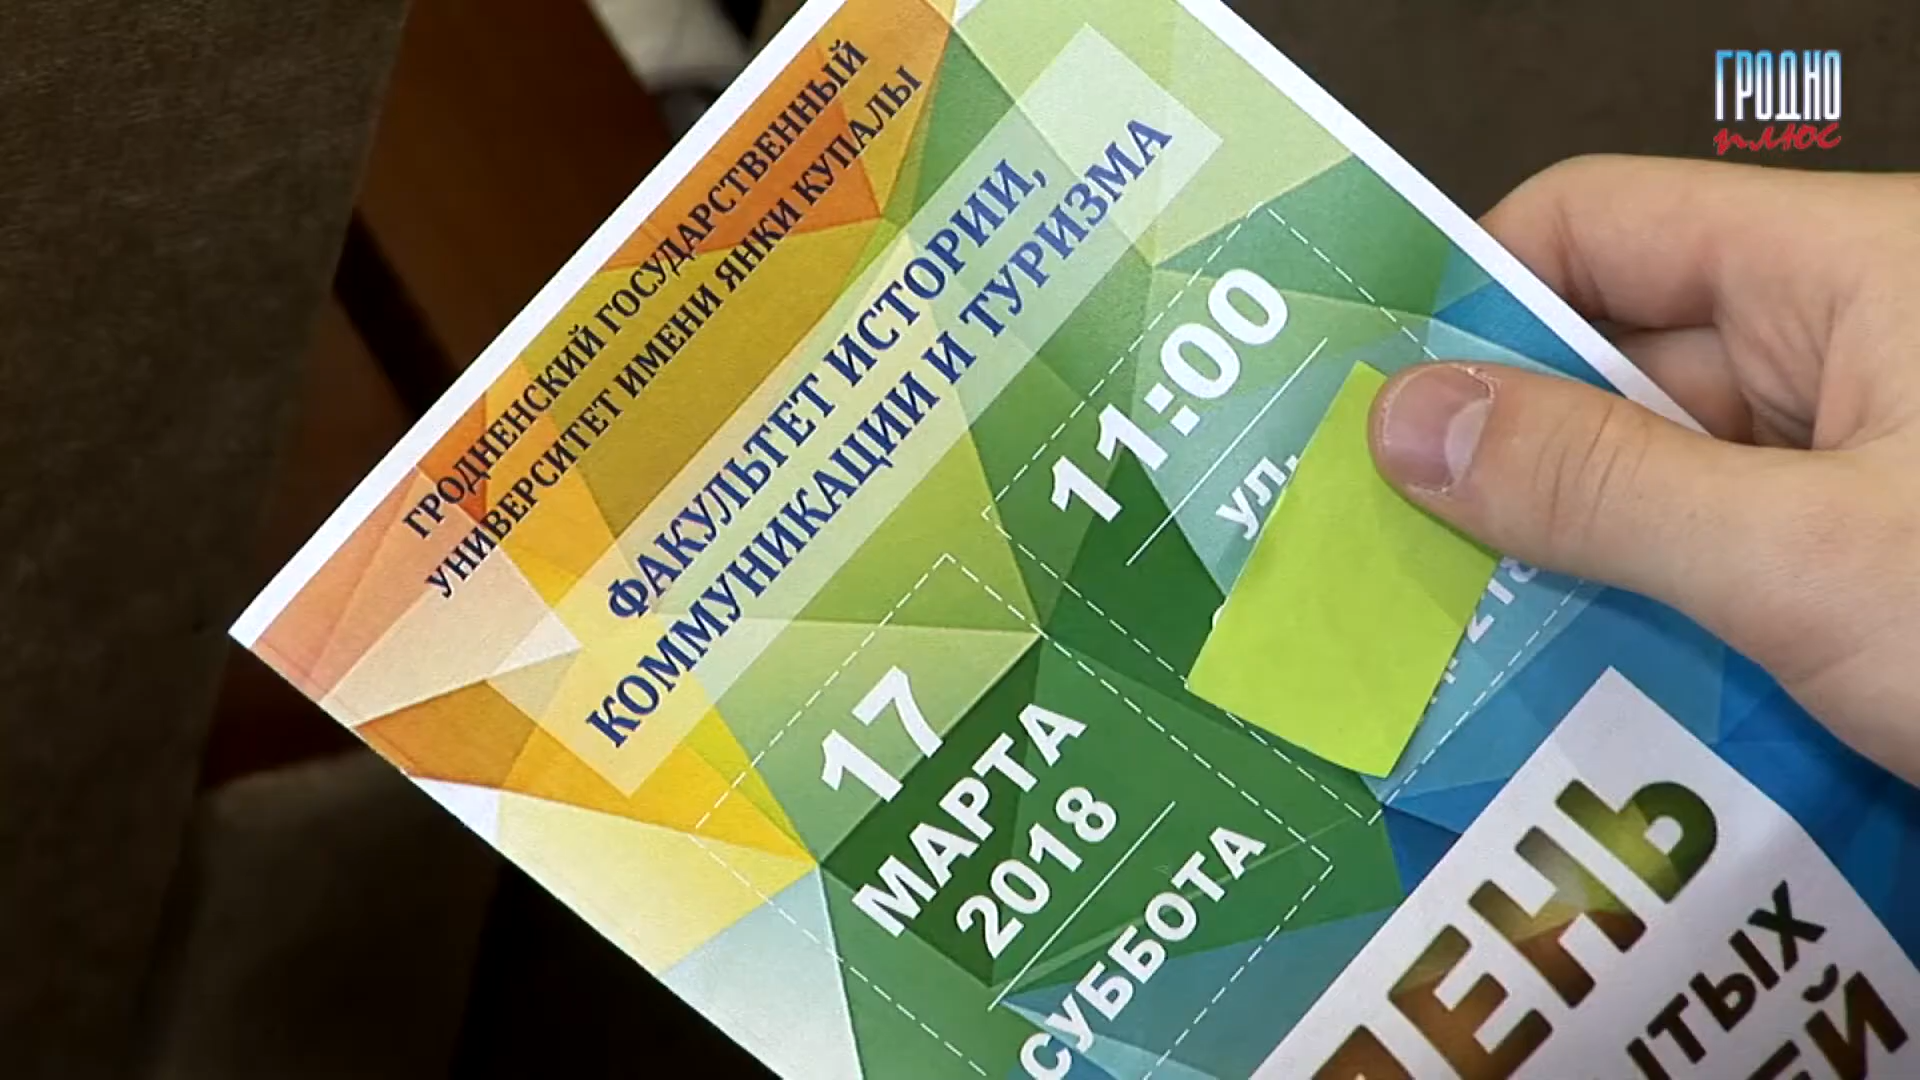 ГРОДНО
плюс
ГРОДНЕНСКИЙ ГОСУДАРСТВЕННЫЙ
УНИВЕРСИТЕТ ИМЕНИ ЯНКИ КУПАЛЫ
ФАКУЛЬТЕТ ИСТОРИИ,
КОММУНИКАЦИИ И ТУРИЗМА
11:00
ул.
218
17
МАРТА
2018
СУББОТА
ДЕНЬ